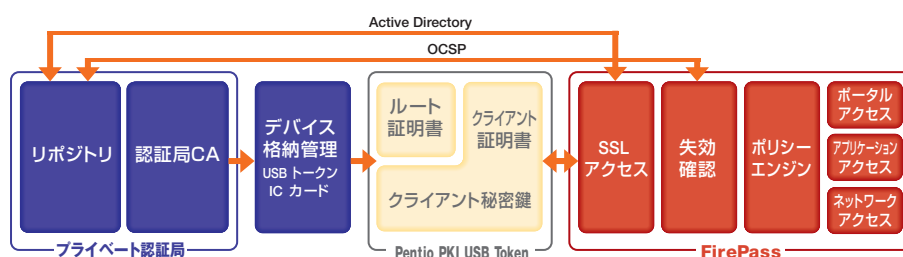 Active Directory
OCSP
リポジトリ
認証局CA
デバイス
格納管理
USB トークン
IC カード
ルート
証明書
クライアント
証明書
クライアント秘密鍵
SSL
アクセス
失効
確認
ポリシー
エンジン
ポータル
アクセス
アプリケーション
アクセス
ネットワーク
アクセス
プライベート認証局
Pentio PKI USB Token
FirePass